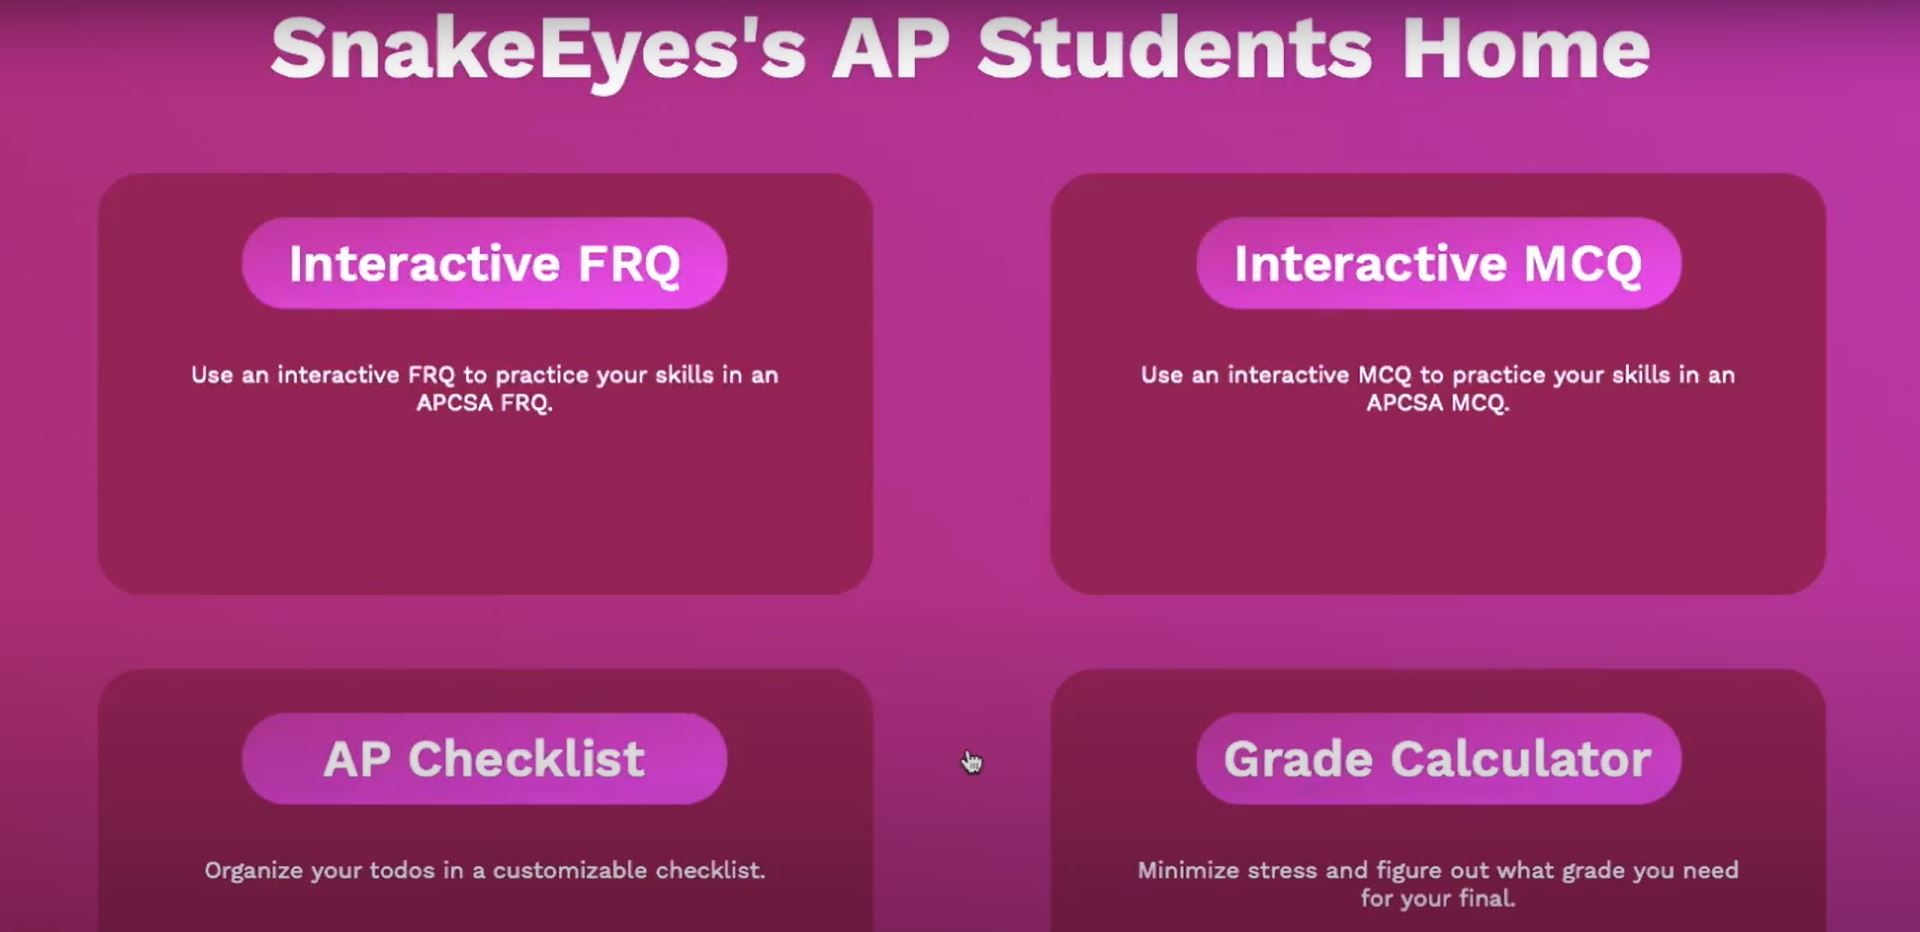 SnakeEyes's AP Students Home
Interactive FRQ
Use an interactive FRQ to practice your skills in an
APCSA FRQ.
Interactive MCQ
Use an interactive MCQ to practice your skills in an
APCSA MCQ.
AP Checklist
Organize your todos in a customizable checklist.
Grade Calculator
Minimize stress and figure out what grade you need
for your final.